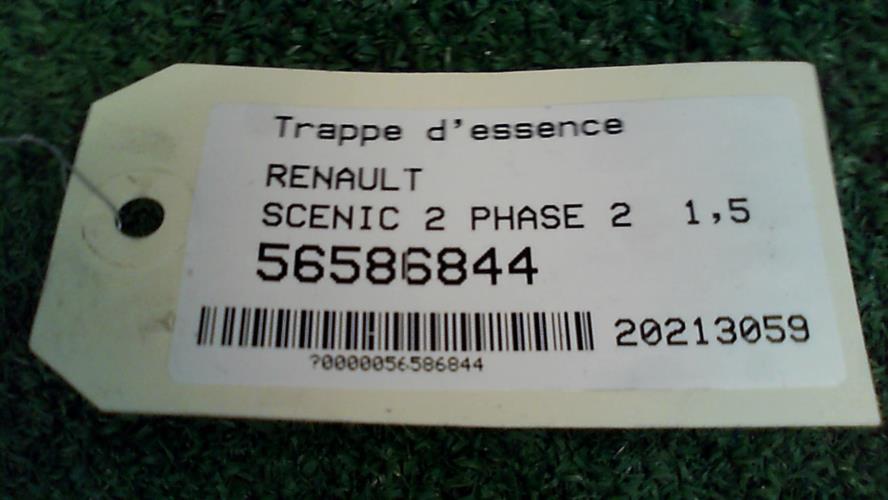 Trappe d'essence
RENAULT
SCENIC 2 PHASE 2 1,5
56586844
20213059
?0000056586844